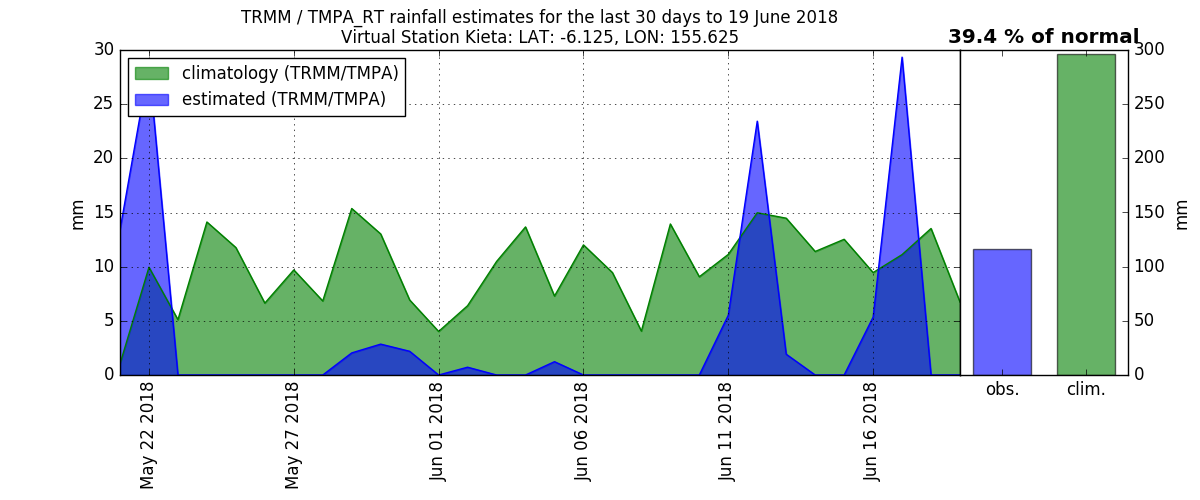 TRMM / TMPA_RT rainfall estimates for the last 30 days to 19 June 2018
Virtual Station Kieta: LAT: -6.125, LON: 155.625
39.4 % of normal
climatology (TRMM/TMPA)
estimated (TRMM/TMPA)
30
25
20
15
10
5
0
mm
May 22 2018
May 27 2018
Jun 01 2018
Jun 06 2018
Jun 11 2018
Jun 16 2018
obs.
clim.
300
250
200
150
100
50
0
mm